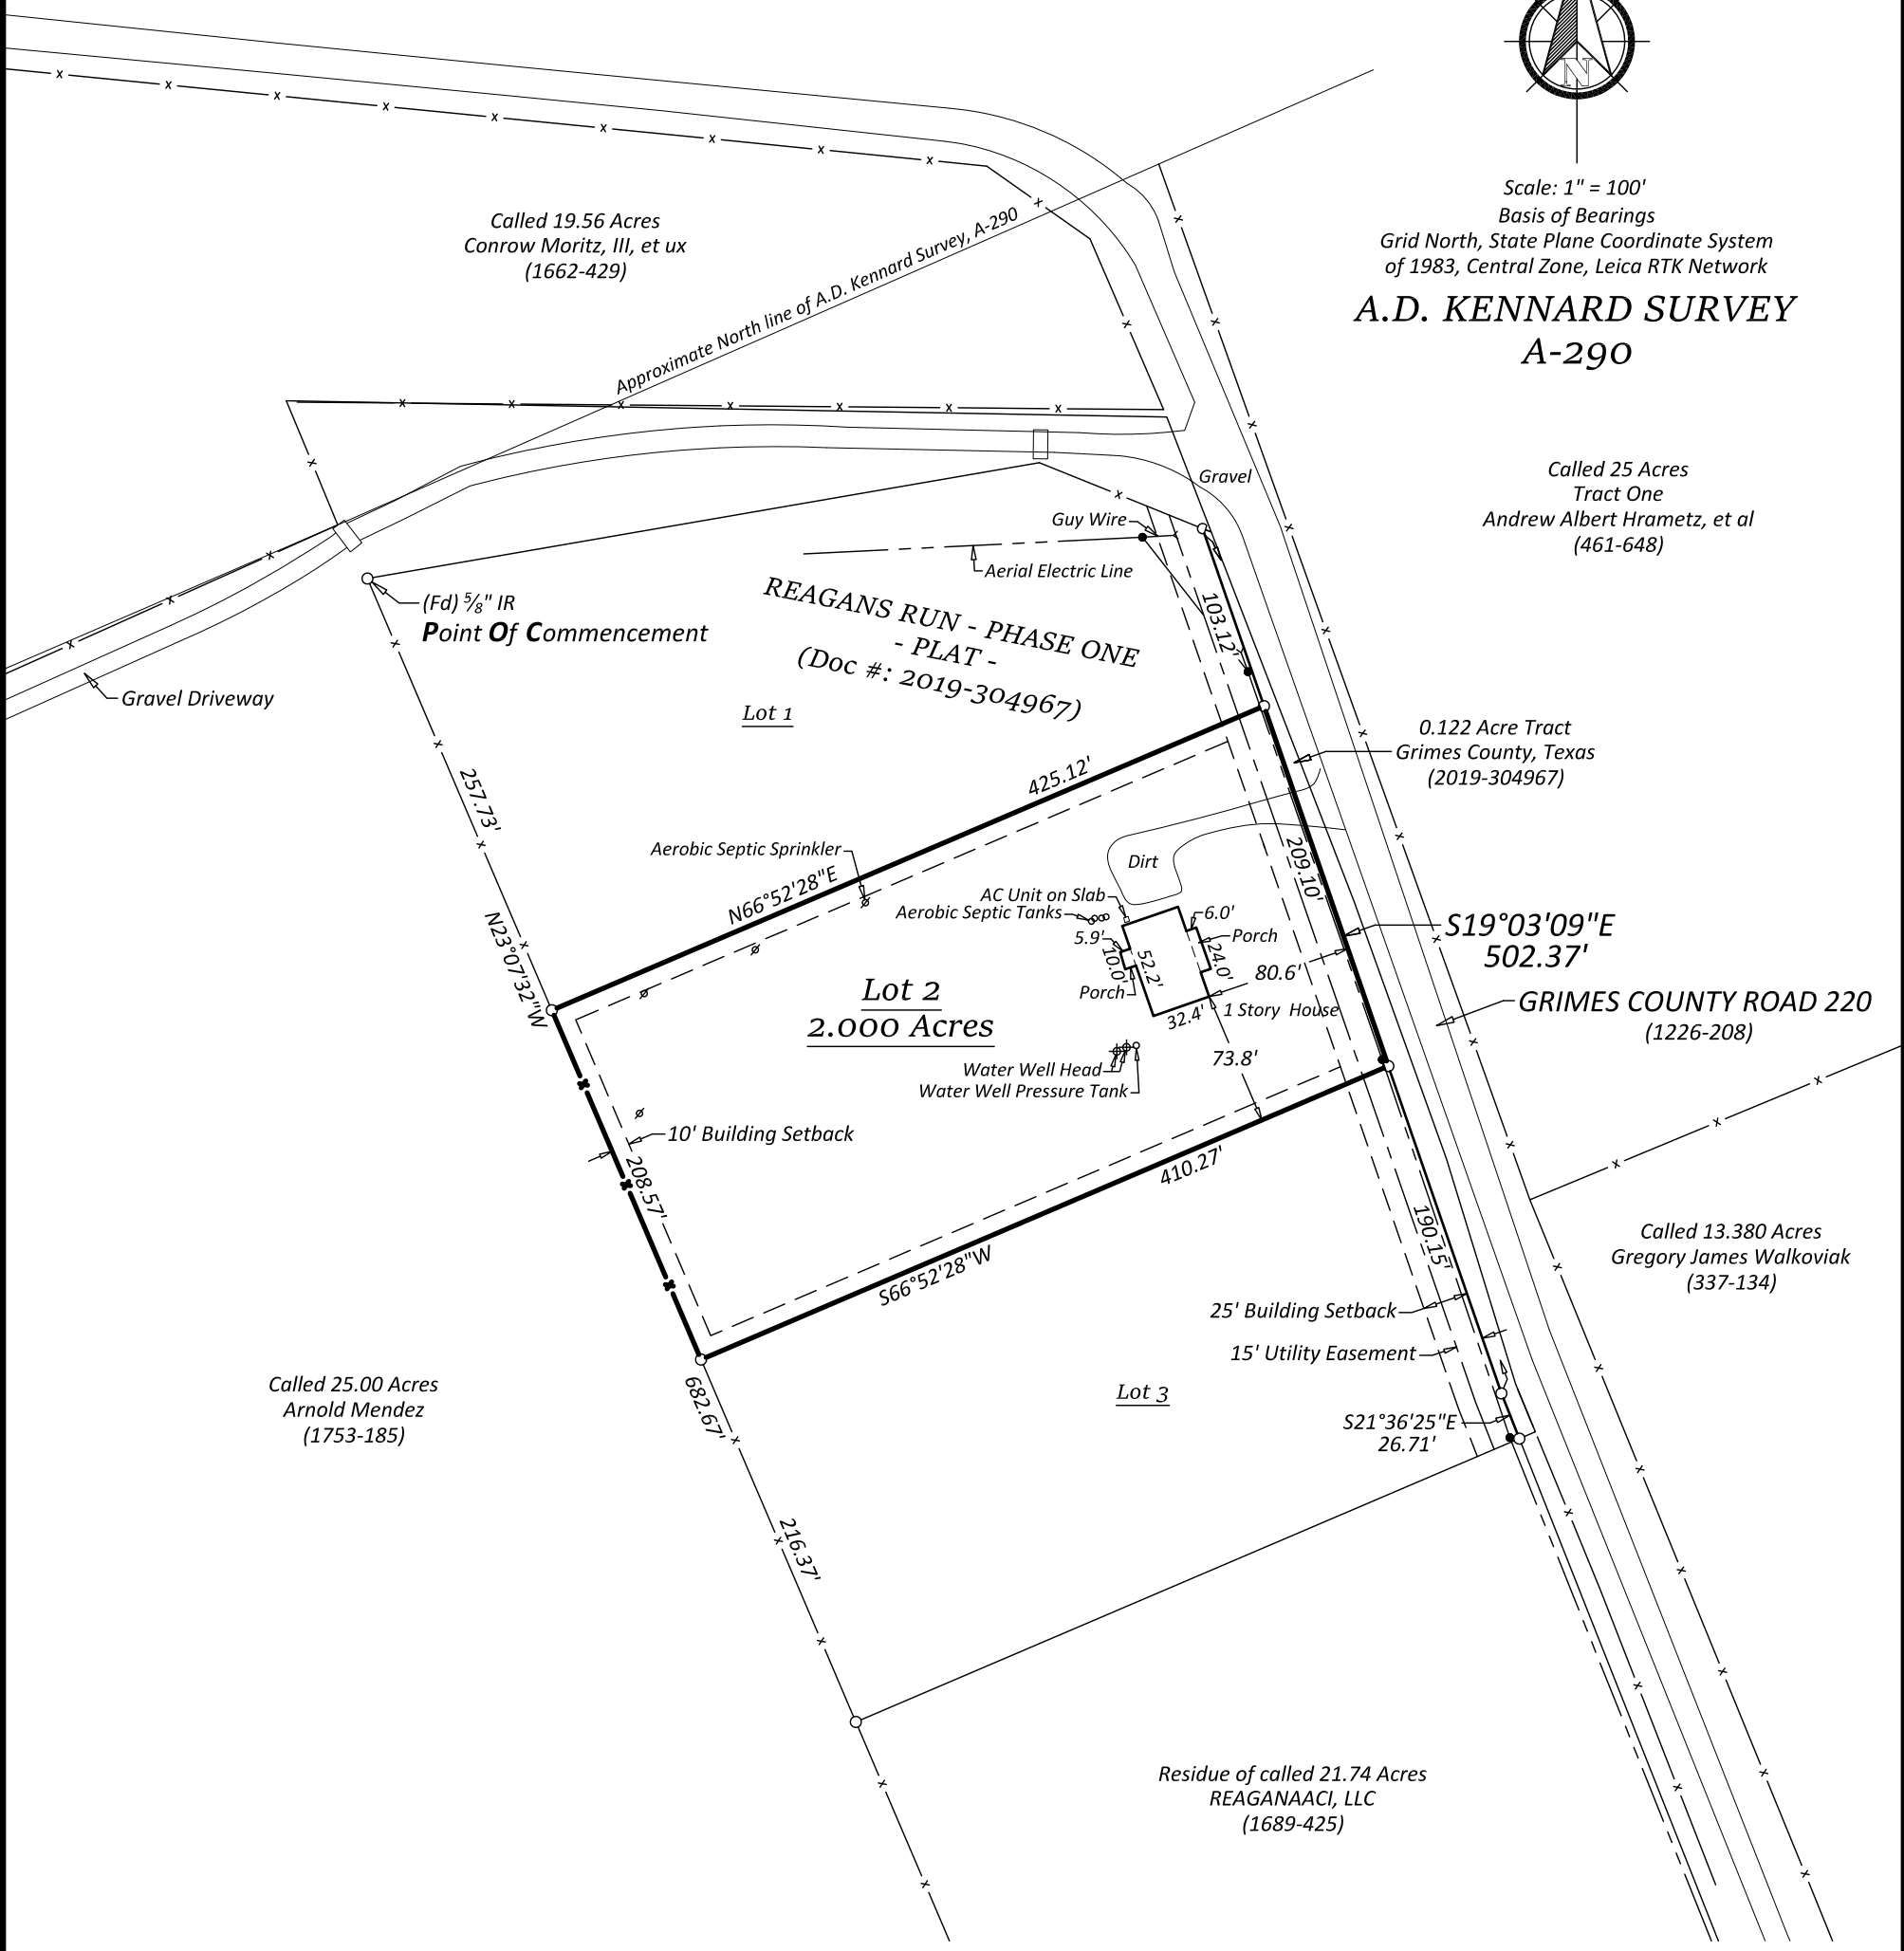 N
Scale: 1" = 100'
Basis of Bearings
Grid North, State Plane Coordinate System
of 1983, Central Zone, Leica RTK Network
A.D. KENNARD SURVEY
A-290
Called 19.56 Acres
Conrow Moritz, III, et ux
(1662-429)
Approximate North line of A.D. Kennard Survey, A-290
Called 25 Acres
Tract One
Andrew Albert Hrametz, et al
(461-648)
Gravel
Guy Wire
Aerial Electric Line
(Fd) ⅝" IR
Point Of Commencement
Gravel Driveway
REAGANS RUN - PHASE ONE
- PLAT -
(Doc #: 2019-304967)
103.12'
Lot 1
0.122 Acre Tract
Grimes County, Texas
(2019-304967)
257.73'
N23°07'32"W
425.12'
N66°52'28"E
Aerobic Septic Sprinkler
Dirt
209.10'
AC Unit on Slab
Aerobic Septic Tanks
6.0'
Porch
5.9'
10.0'
52.2'
24.0'
80.6'
Porch
32.4'
1 Story House
S19°03'09"E
502.37'
GRIMES COUNTY ROAD 220
(1226-208)
Lot 2
2.000 Acres
Water Well Head
Water Well Pressure Tank
73.8'
10' Building Setback
208.57'
410.27'
S66°52'28"W
190.15'
Called 13.380 Acres
Gregory James Walkoviak
(337-134)
25' Building Setback
15' Utility Easement
Called 25.00 Acres
Arnold Mendez
(1753-185)
682.67'
Lot 3
S21°36'25"E
26.71'
216.37'
Residue of called 21.74 Acres
REAGANAACI, LLC
(1689-425)